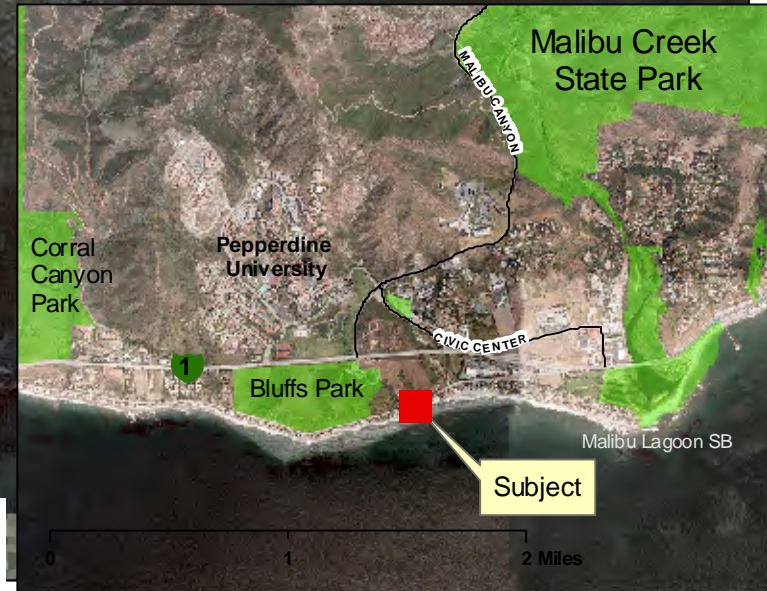 Malibu Creek
State Park
MALIBU CANYON
Corral
Canyon
Park
Pepperdine
University
CIVIC CENTER
1
Bluffs Park
Malibu Lagoon SB
Subject
0 1 2 Miles